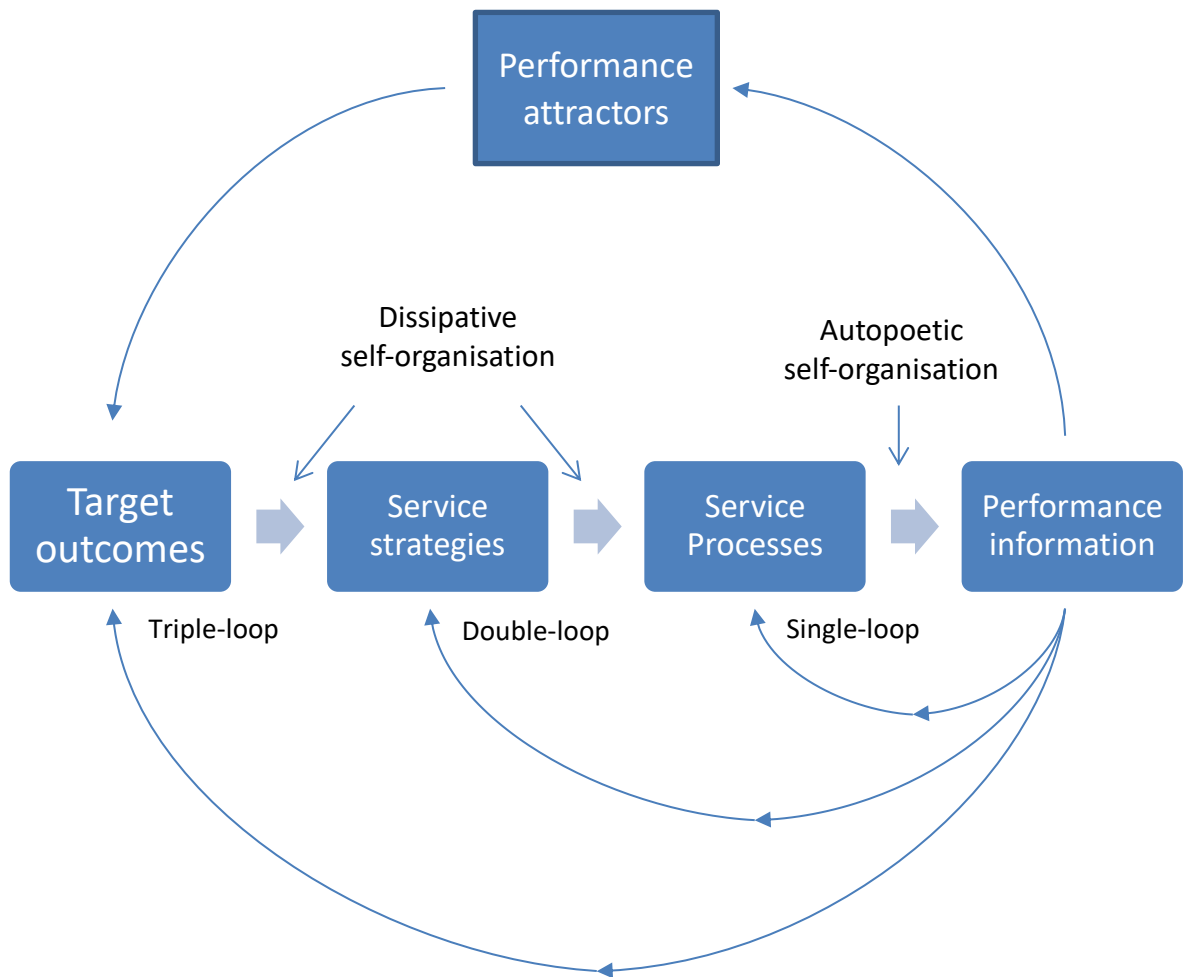 Performance
attractors
Dissipative
self-organisation
Autopoetic
self-organisation
Target
outcomes
Service
strategies
Service
Processes
Performance
information
Triple-loop
Double-loop
Single-loop